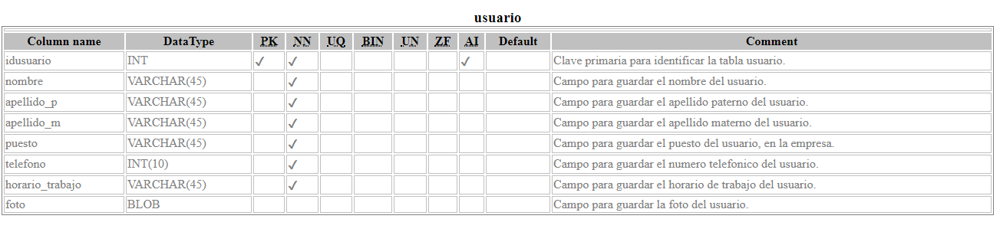 usuario
Column name DataType PK NN UQ BIN UN ZF AI Default Comment
idusuario INT ✓ ✓ ✓ Clave primaria para identificar la tabla usuario.
nombre VARCHAR(45) ✓ Campo para guardar el nombre del usuario.
apellido_p VARCHAR(45) ✓ Campo para guardar el apellido paterno del usuario.
apellido_m VARCHAR(45) ✓ Campo para guardar el apellido materno del usuario.
puesto VARCHAR(45) ✓ Campo para guardar el puesto del usuario, en la empresa.
telefono INT(10) ✓ Campo para guardar el numero telefonico del usuario.
horario_trabajo VARCHAR(45) ✓ Campo para guardar el horario de trabajo del usuario.
foto BLOB Campo para guardar la foto del usuario.